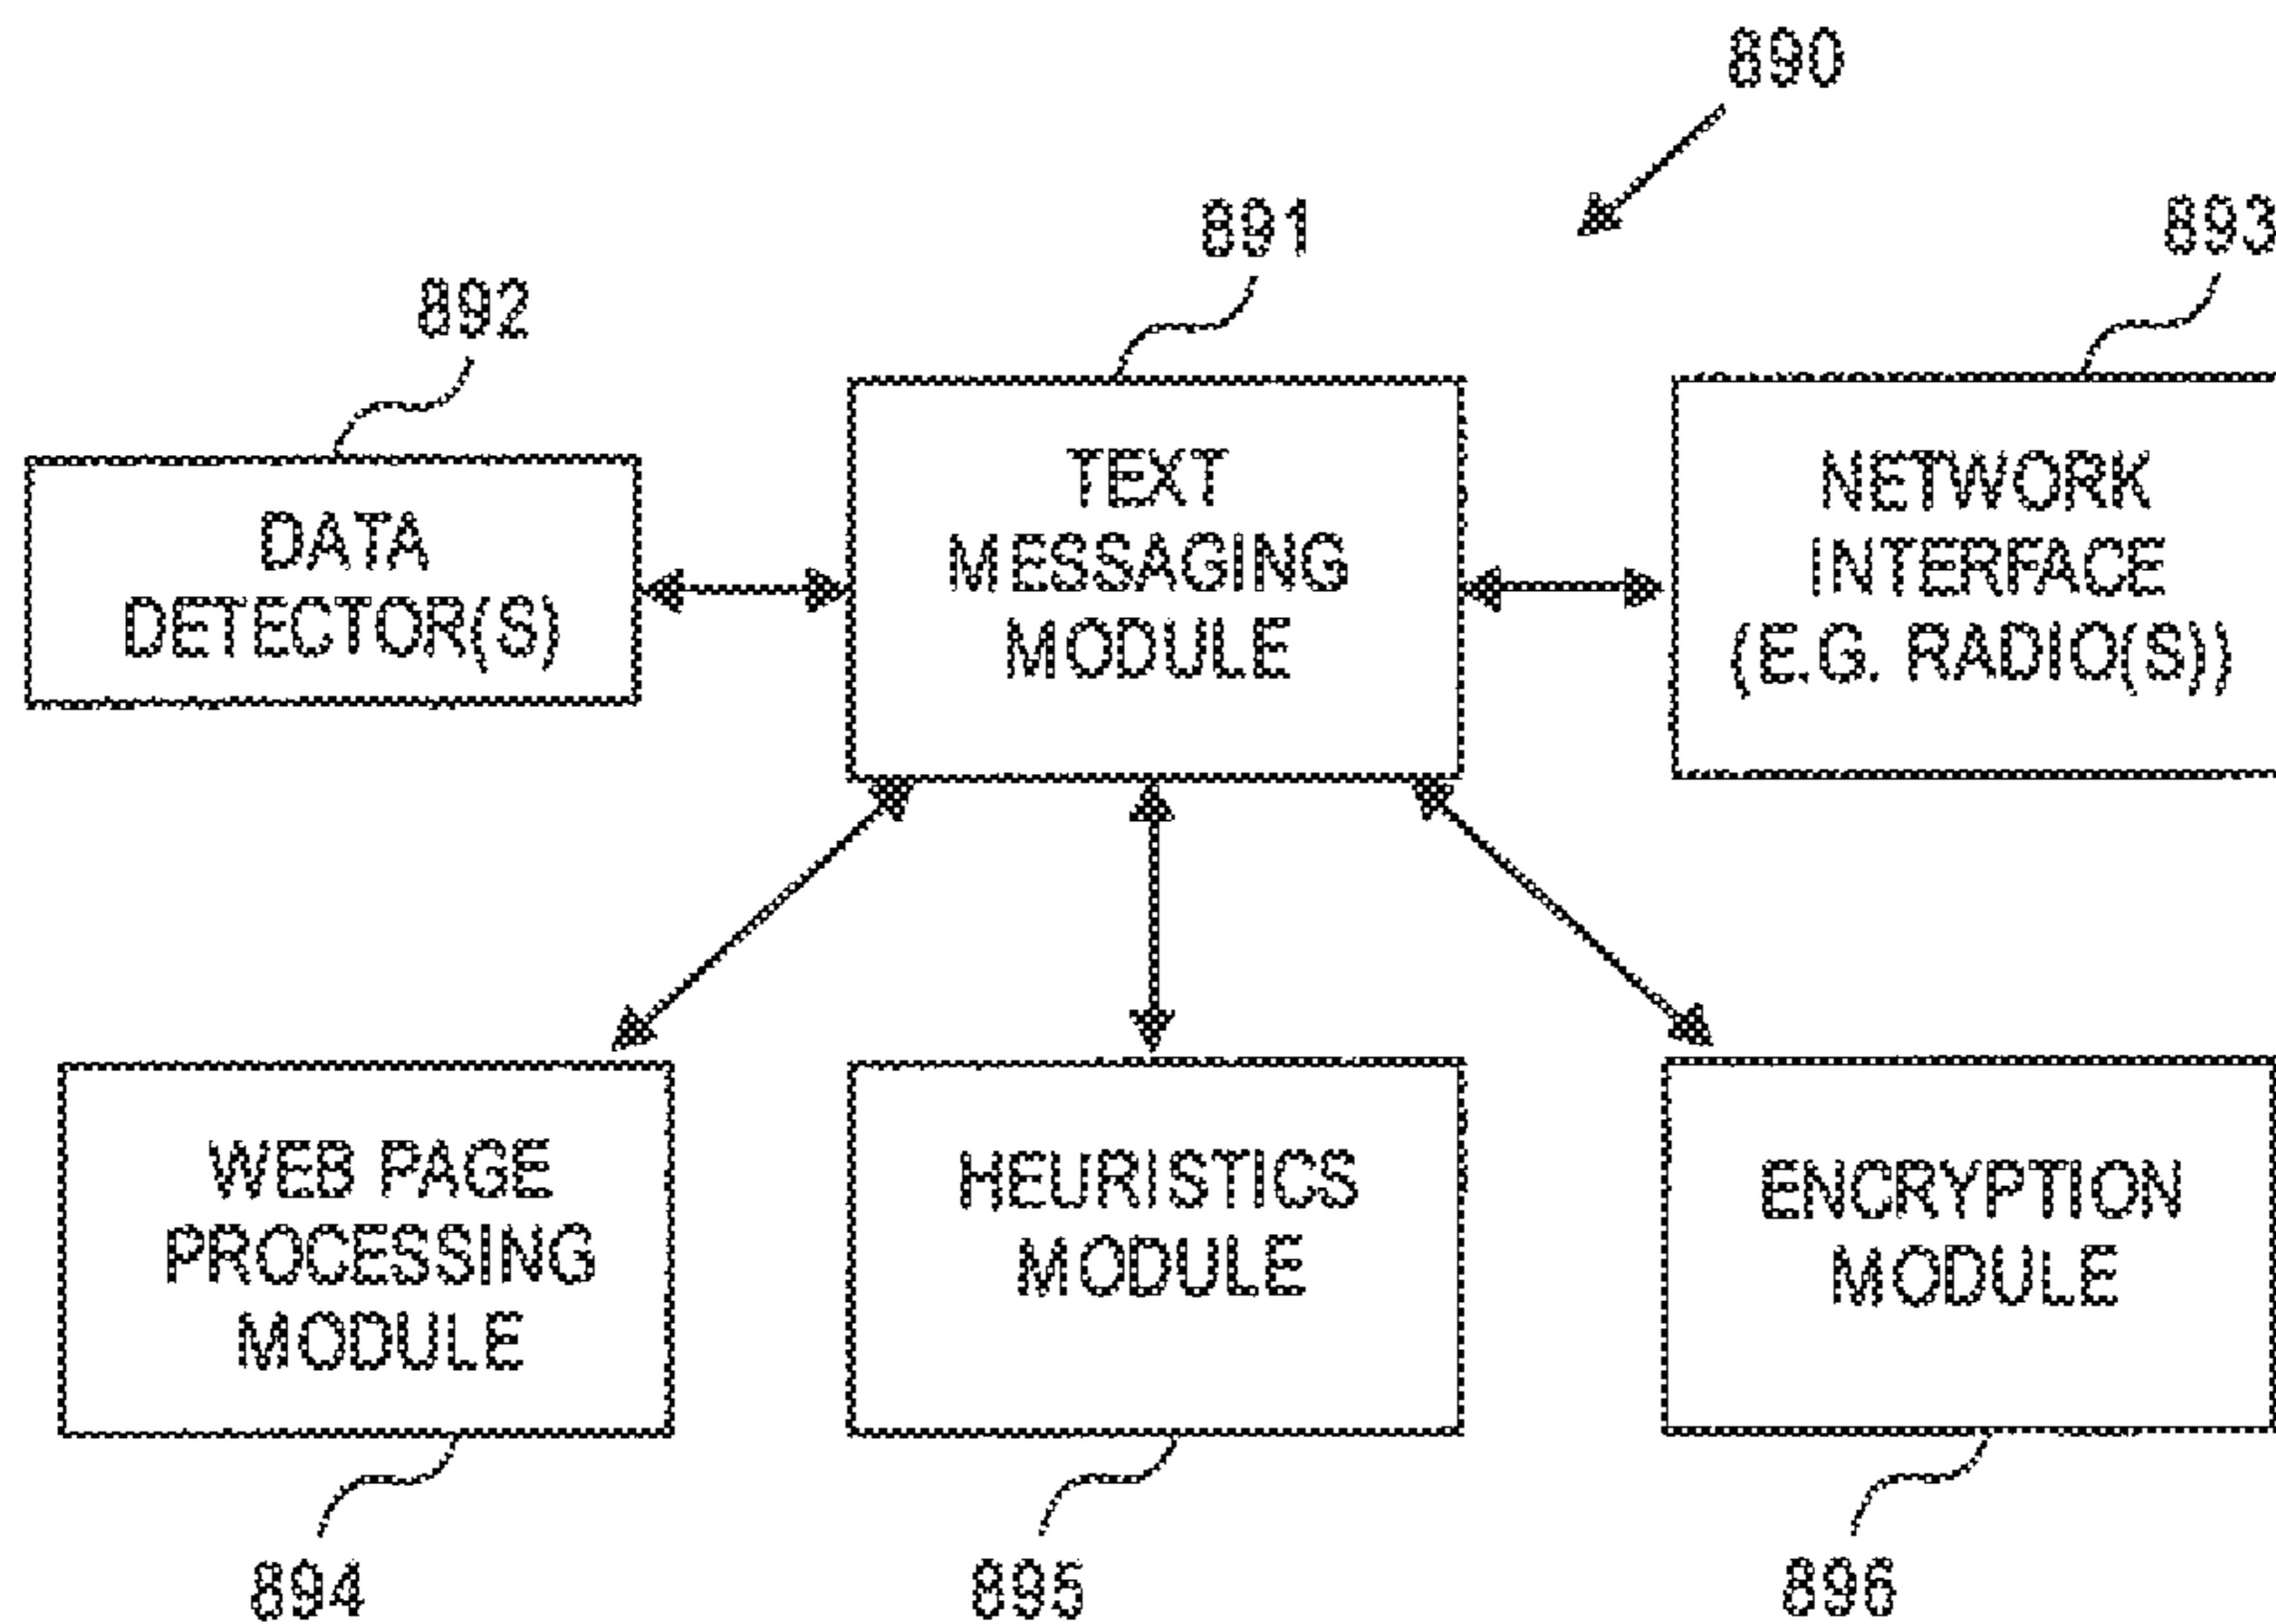 890
891
893
892
TEXT
MESSAGING
MODULE
NETWORK
INTERFACE
(E.G. RADIO(S))
DATA
DETECTOR(S)
WEB PAGE
PROCESSING
MODULE
HEURISTICS
MODULE
ENCRYPTION
MODULE
894
895
896